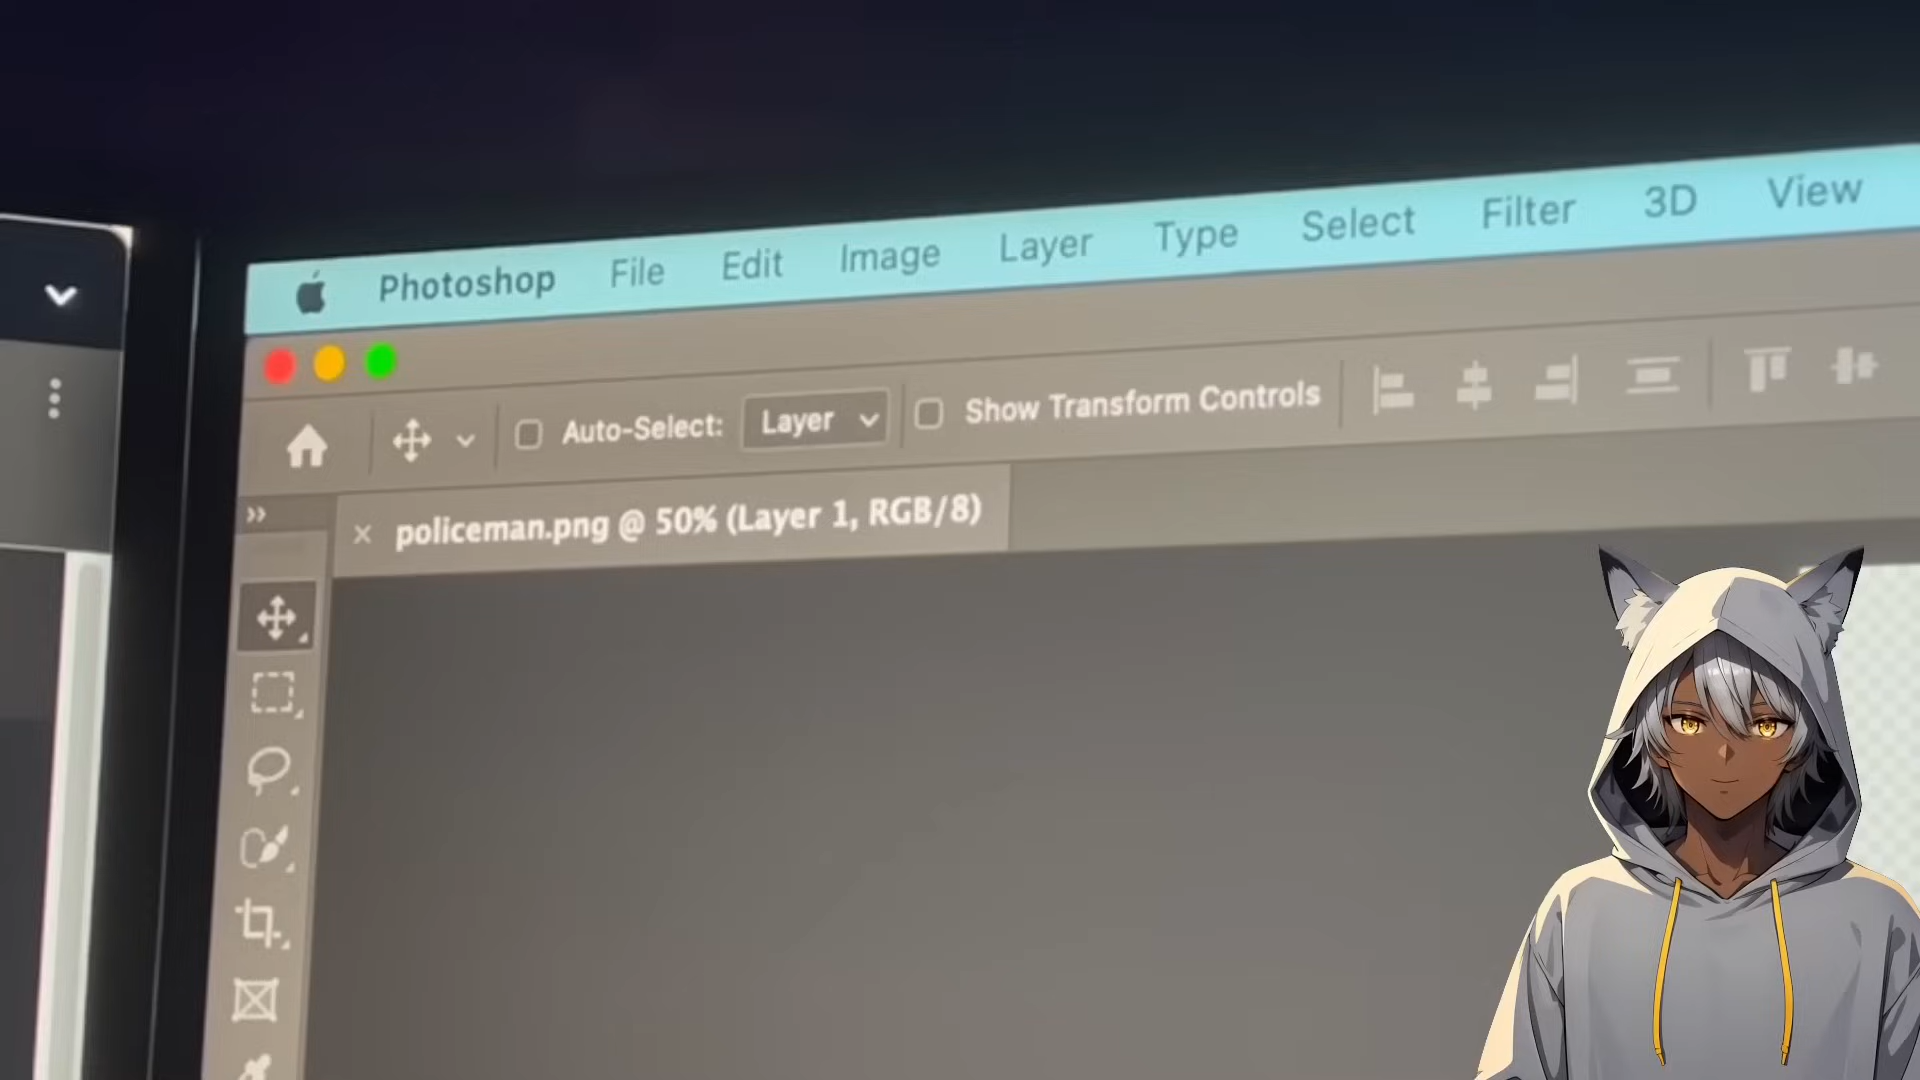 Photoshop File Edit Image Layer Type Select Filter 3D View
Auto-Select: Layer Show Transform Controls
policeman.png @ 50% (Layer 1, RGB/8)